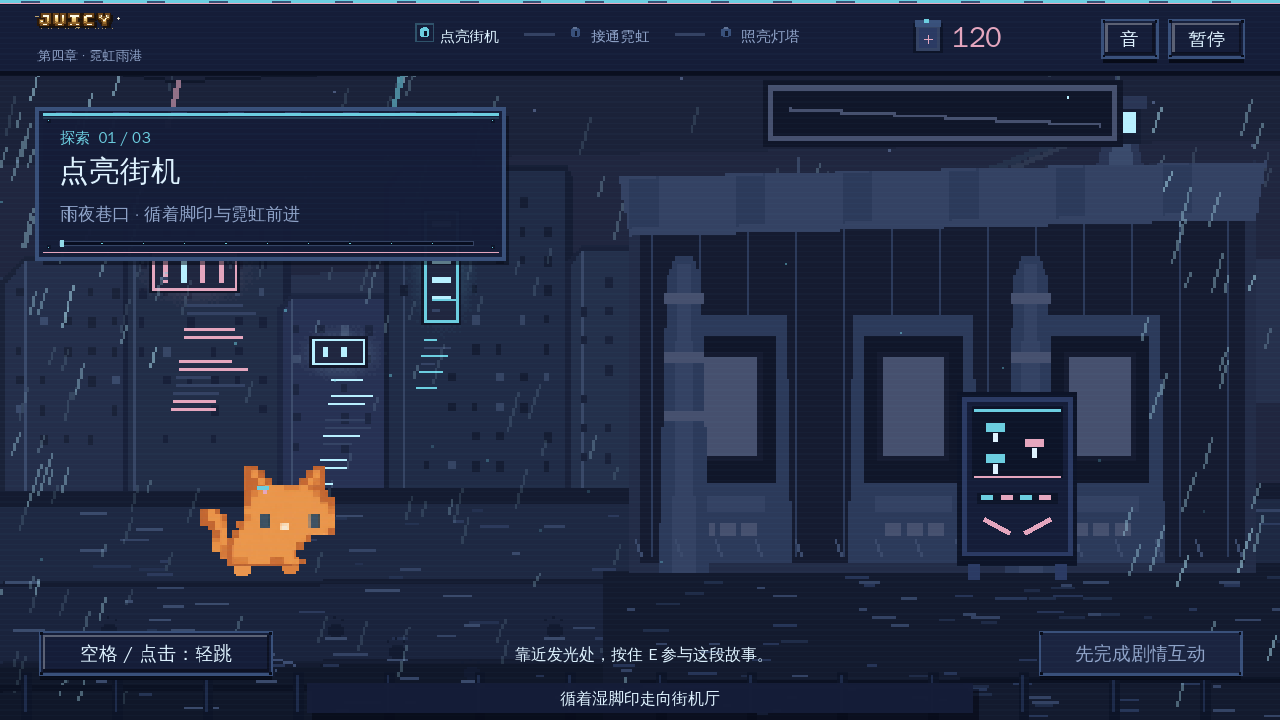 JUICY
第四章 · 霓虹雨港
点亮街机
接通霓虹
照亮灯塔
120
音
暂停
探索 01 / 03
点亮街机
雨夜巷口 · 循着脚印与霓虹前进
空格 / 点击：轻跳
靠近发光处，按住 E 参与这段故事。
先完成剧情互动
循着湿脚印走向街机厅